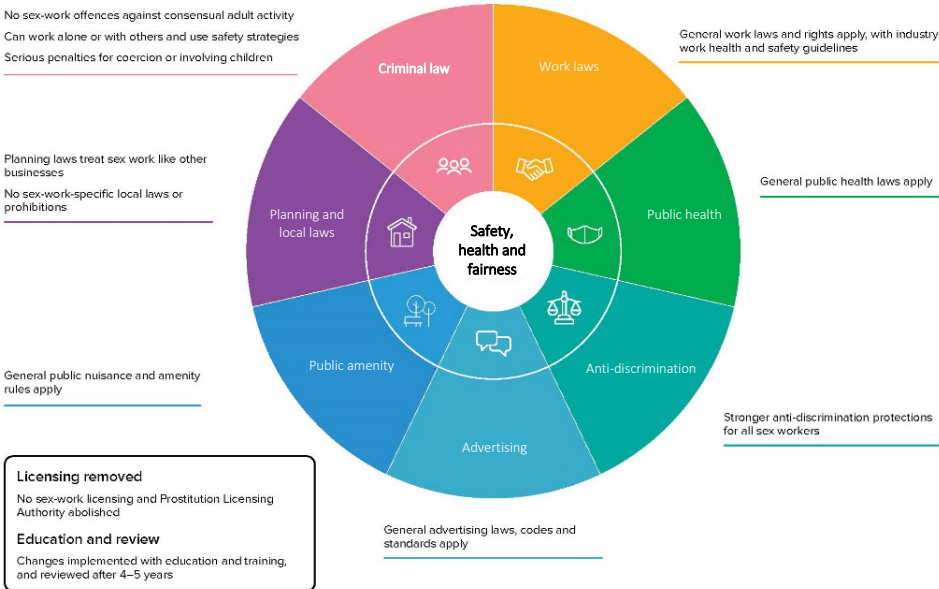 No sex-work offences against consensual adult activity
Can work alone or with others and use safety strategies
Serious penalties for coercion or involving children
Criminal law
Work laws
General work laws and rights apply, with industry
work health and safety guidelines
Planning laws treat sex work like other
businesses
No sex-work-specific local laws or
prohibitions
Planning and
local laws
Safety,
health and
fairness
Public health
General public health laws apply
General public nuisance and amenity
rules apply
Public amenity
Anti-discrimination
Stronger anti-discrimination protections
for all sex workers
Advertising
General advertising laws, codes and
standards apply
Licensing removed
No sex-work licensing and Prostitution Licensing
Authority abolished
Education and review
Changes implemented with education and training,
and reviewed after 4–5 years